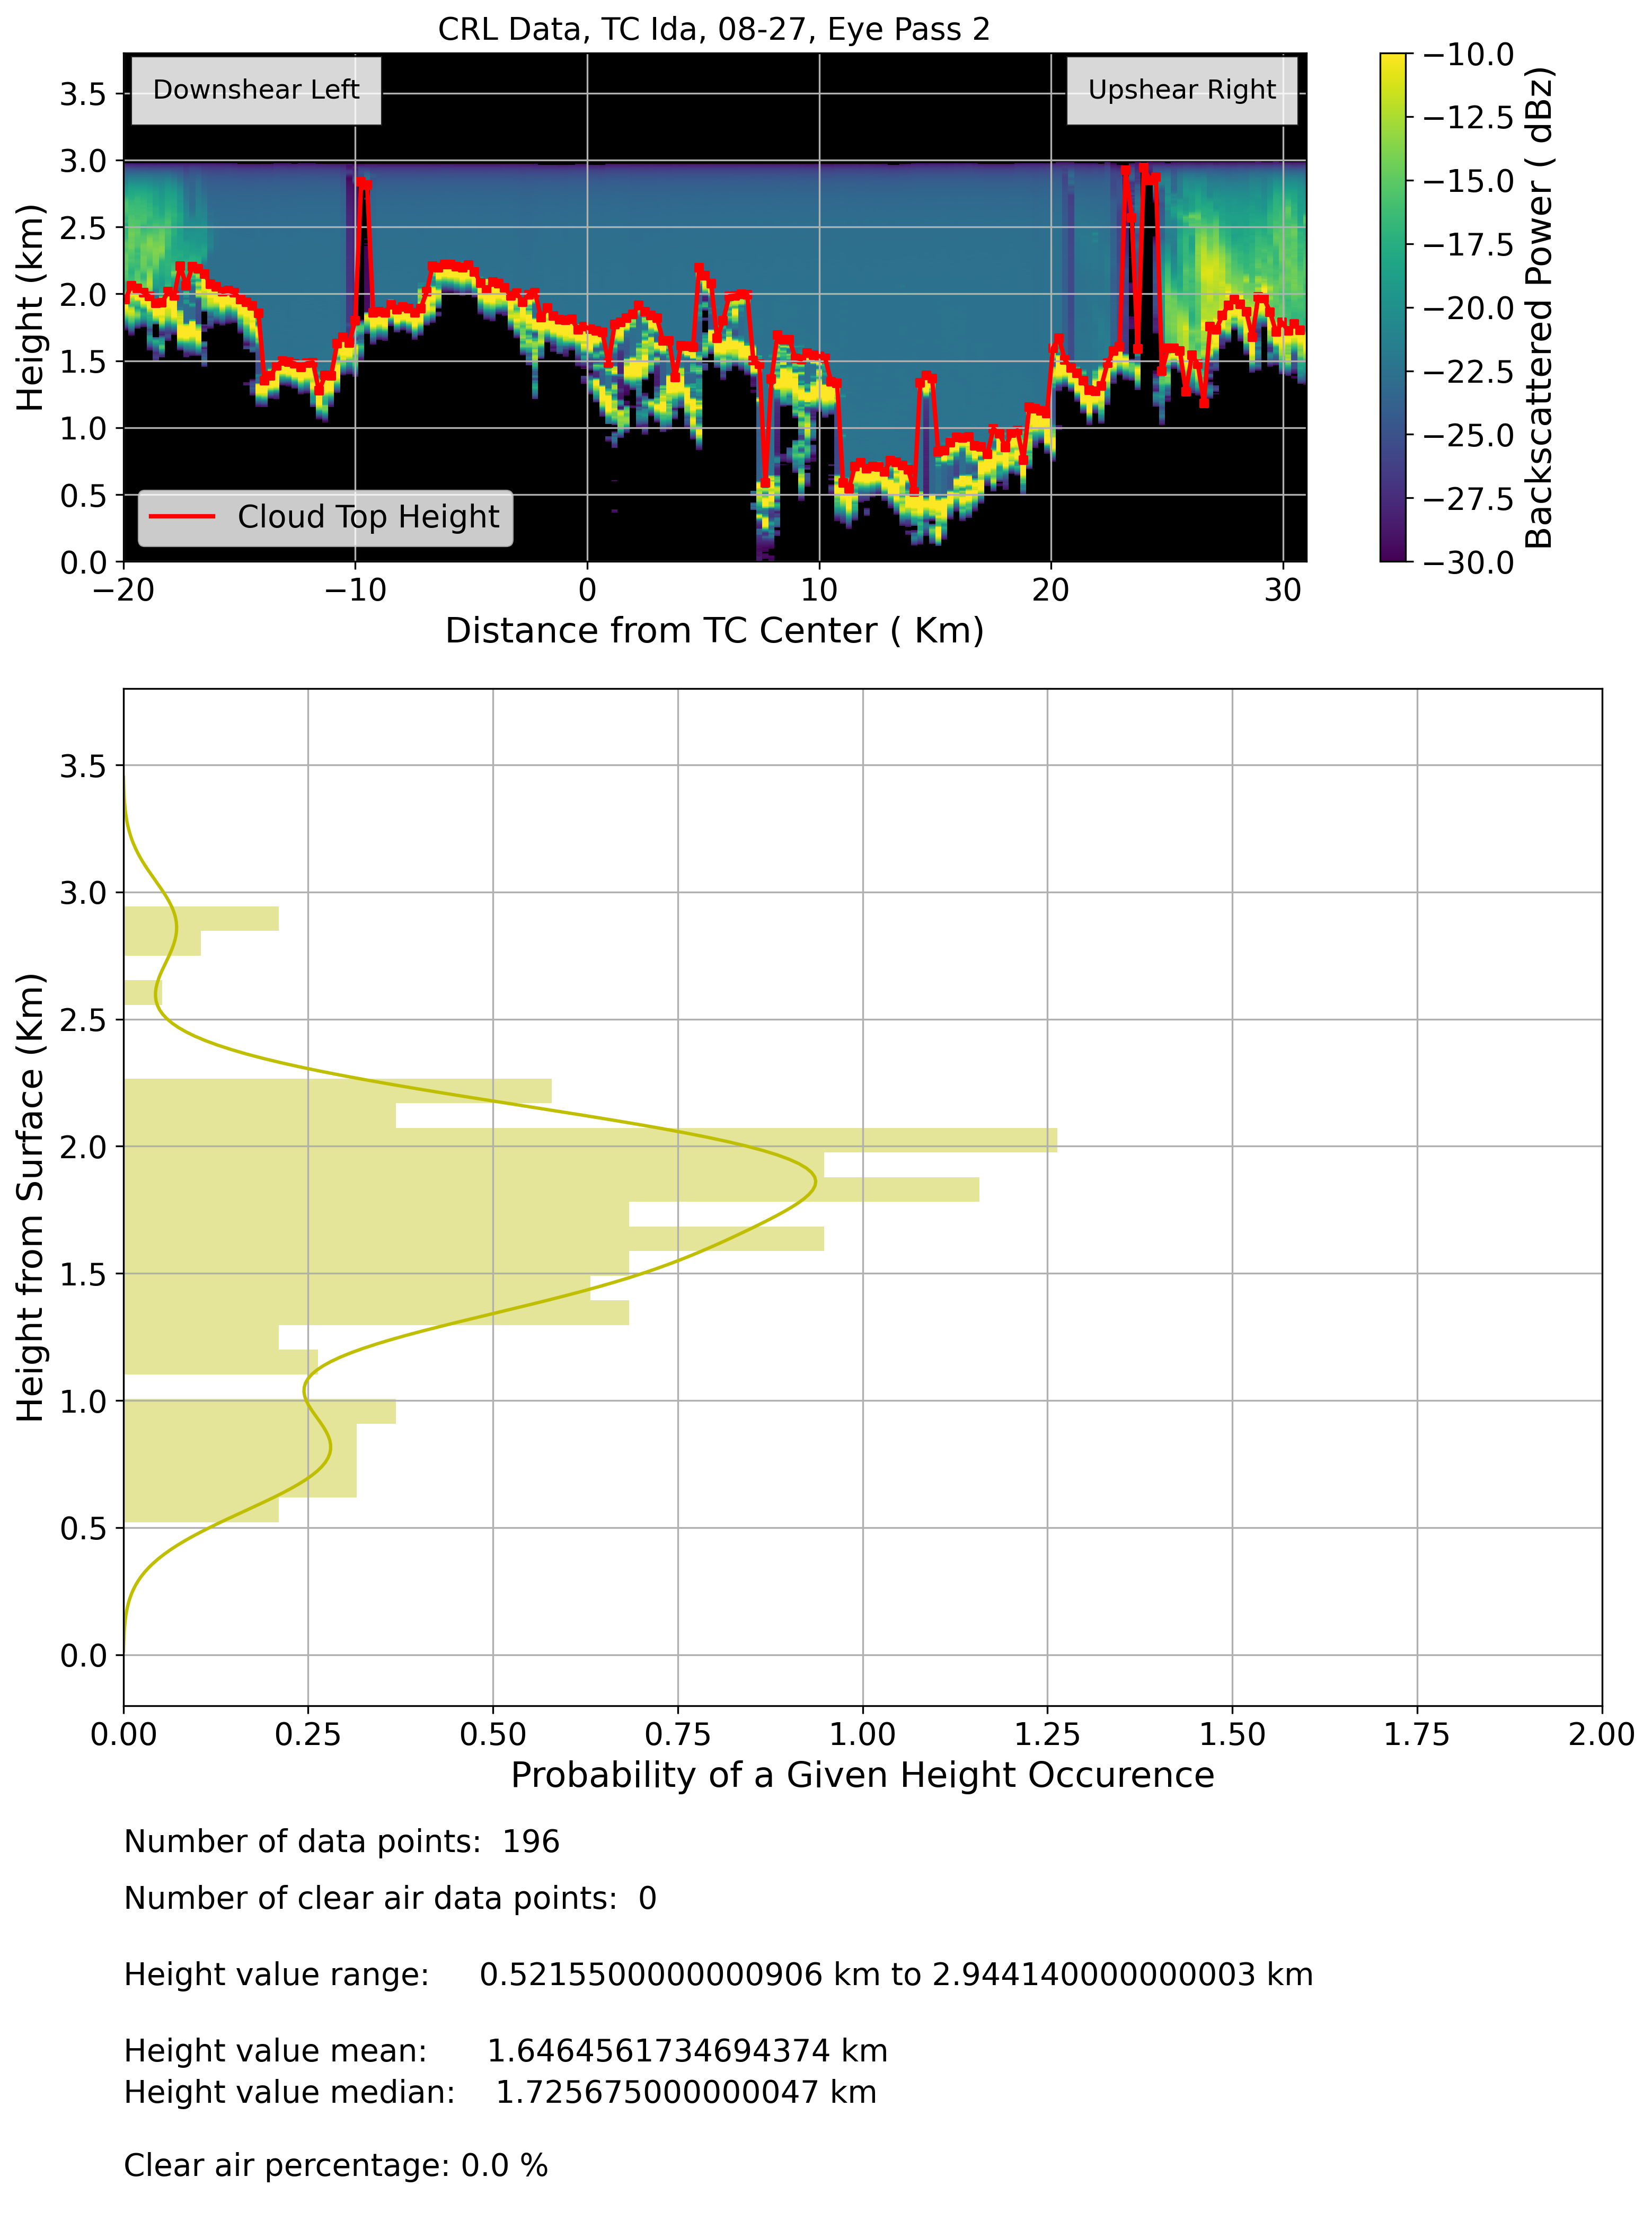 CRL Data, TC Ida, 08-27, Eye Pass 2
Downshear Left
Upshear Right
Height (km)
3.5
3.0
2.5
2.0
1.5
1.0
0.5
0.0
Cloud Top Height
−20 −10 0 10 20 30
Distance from TC Center ( Km)
−10.0
−12.5
−15.0
−17.5
−20.0
−22.5
−25.0
−27.5
−30.0
Backscattered Power ( dBz)
Height from Surface (Km)
3.5
3.0
2.5
2.0
1.5
1.0
0.5
0.0
0.00 0.25 0.50 0.75 1.00 1.25 1.50 1.75 2.00
Probability of a Given Height Occurence
Number of data points: 196
Number of clear air data points: 0
Height value range: 0.5215500000000906 km to 2.944140000000003 km
Height value mean: 1.6464561734694374 km
Height value median: 1.725675000000047 km
Clear air percentage: 0.0 %